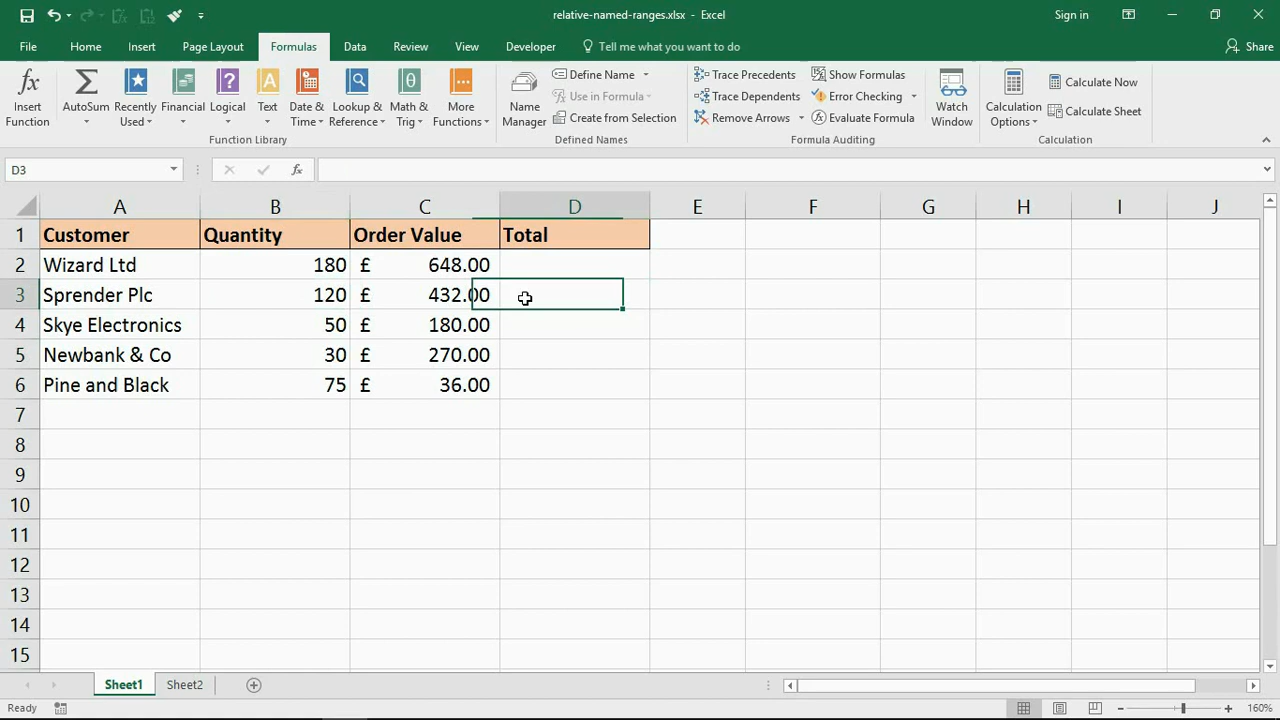 relative-named-ranges.xlsx - Excel
Sign in
File Home Insert Page Layout Formulas Data Review View Developer Tell me what you want to do Share
Insert Function
AutoSum
Recently Used
Financial
Logical
Text
Date & Time
Lookup & Reference
Math & Trig
More Functions
Function Library
Name Manager
Define Name
Use in Formula
Create from Selection
Defined Names
Trace Precedents
Trace Dependents
Remove Arrows
Show Formulas
Error Checking
Evaluate Formula
Formula Auditing
Watch Window
Calculation Options
Calculate Now
Calculate Sheet
Calculation
D3 fx
A B C D E F G H I J
1 Customer Quantity Order Value Total
2 Wizard Ltd 180 £ 648.00
3 Sprender Plc 120 £ 432.00
4 Skye Electronics 50 £ 180.00
5 Newbank & Co 30 £ 270.00
6 Pine and Black 75 £ 36.00
7
8
9
10
11
12
13
14
15
Sheet1 Sheet2
Ready 160%